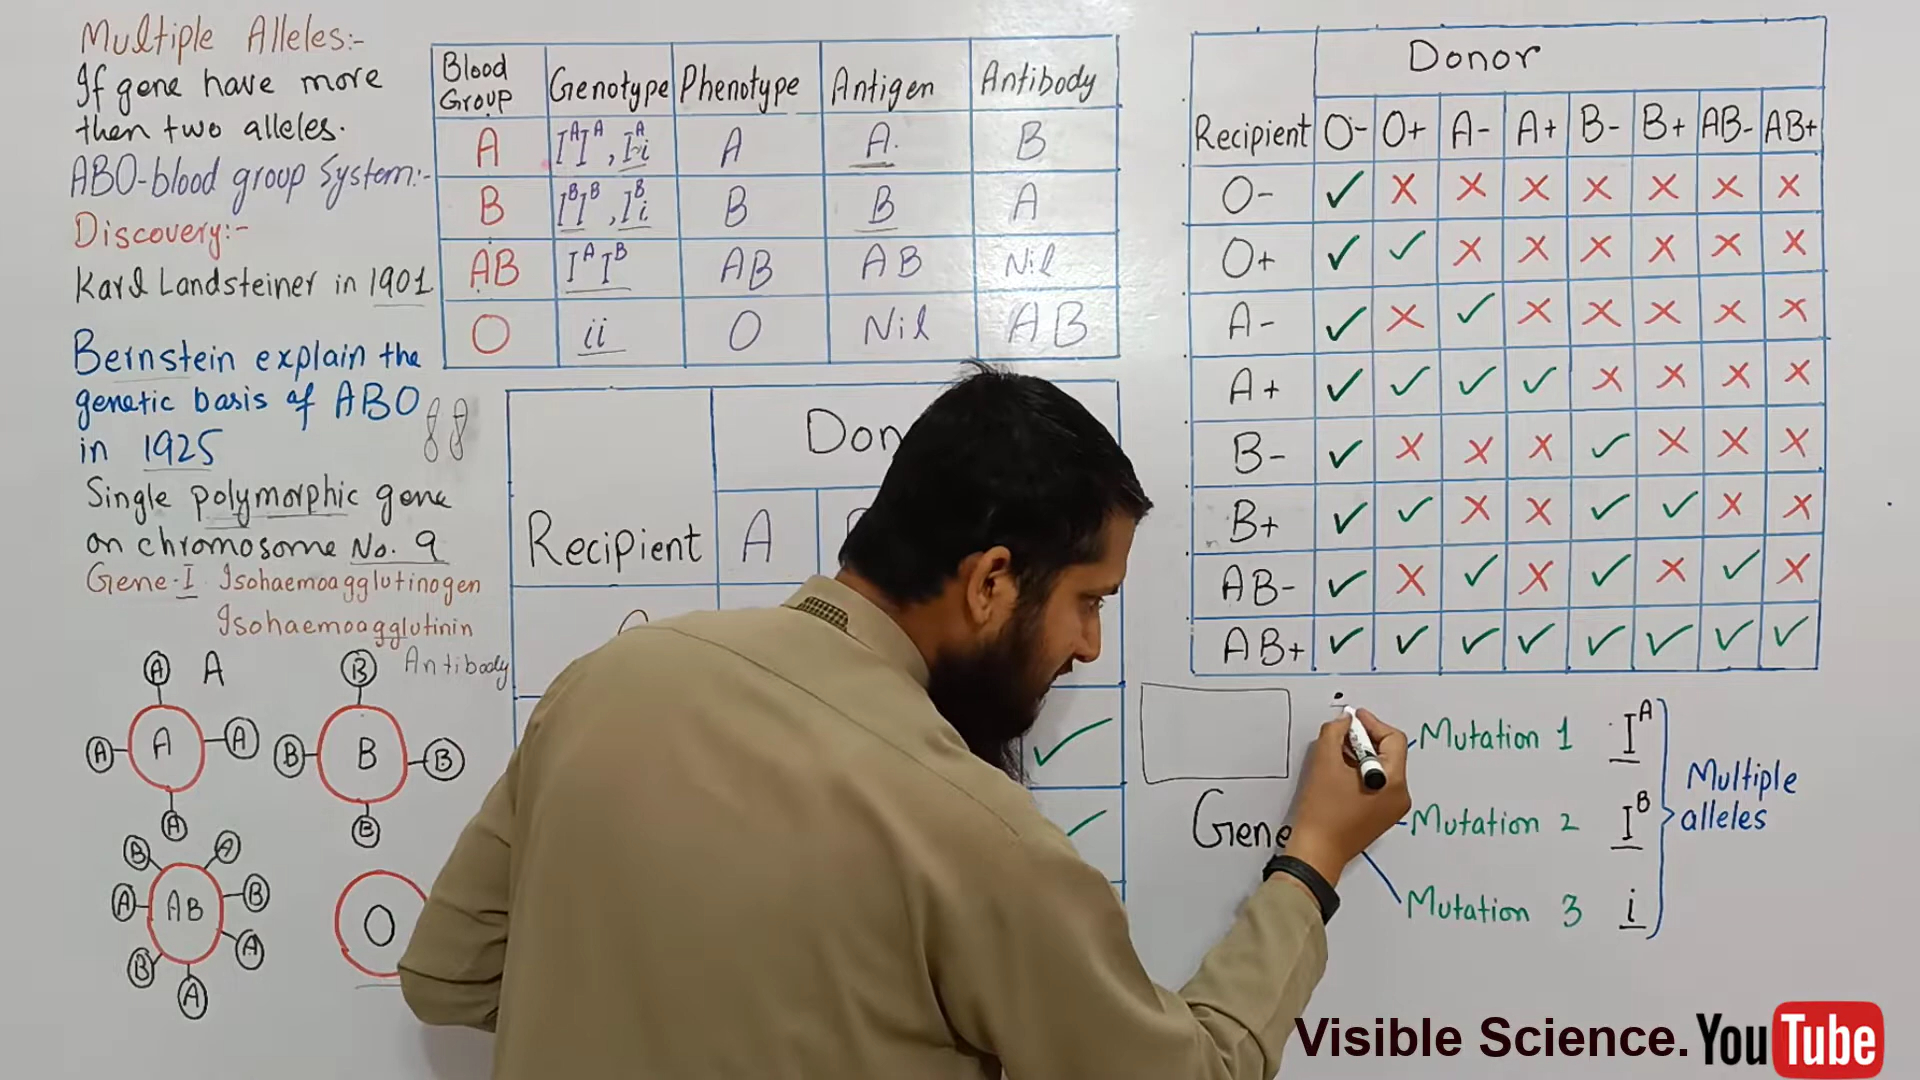 Multiple Alleles:-
If gene have more
then two alleles.
ABO-blood group System:-
Discovery:-
Karl Landsteiner in 1901
Bernstein explain the
genetic basis of ABO
in 1925
Single polymorphic gene
on chromosome No. 9
Gene-I Isohaemoagglutinogen
Isohaemoagglutinin
Antibody
A A B
A A A B B B
A B
B A
A AB B
B A
A
O
Blood Group Genotype Phenotype Antigen Antibody
A IᴬIᴬ, Iᴬi A A. B
B IᴮIᴮ, Iᴮi B B A
AB IᴬIᴮ AB AB Nil
O ii O Nil AB
Don
Recipient A
✓
✓
Donor
Recipient O- O+ A- A+ B- B+ AB- AB+
O- ✓ X X X X X X X
O+ ✓ ✓ X X X X X X
A- ✓ X ✓ X X X X X
A+ ✓ ✓ ✓ ✓ X X X X
B- ✓ X X X ✓ X X X
B+ ✓ ✓ X X ✓ ✓ X X
AB- ✓ X ✓ X ✓ X ✓ X
AB+ ✓ ✓ ✓ ✓ ✓ ✓ ✓ ✓
Gene
Mutation 1 Iᴬ
Mutation 2 Iᴮ
Mutation 3 i
Multiple
alleles
Visible Science. YouTube